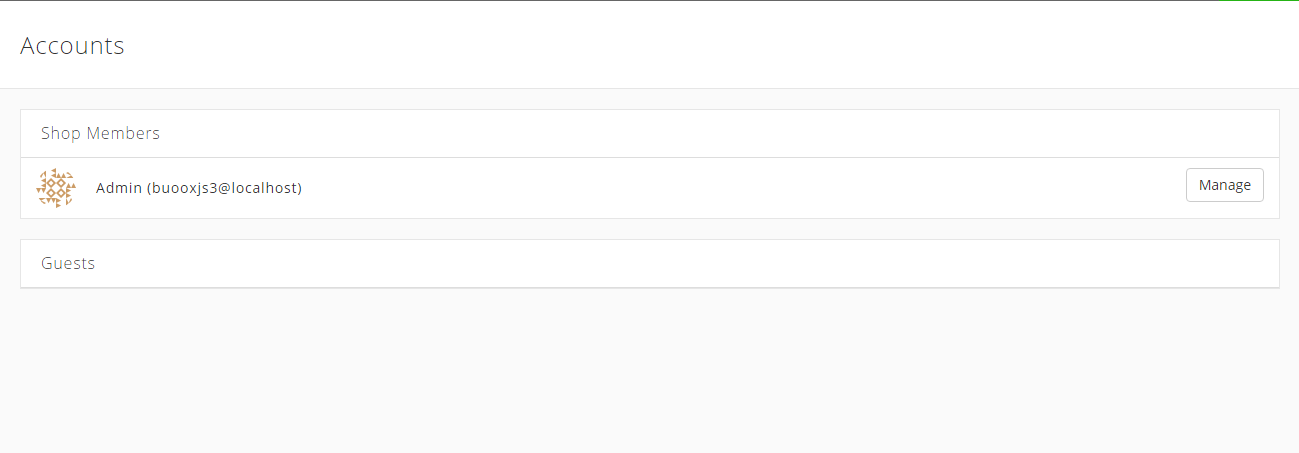 Accounts
Shop Members
Admin (buooxjs3@localhost)
Manage
Guests